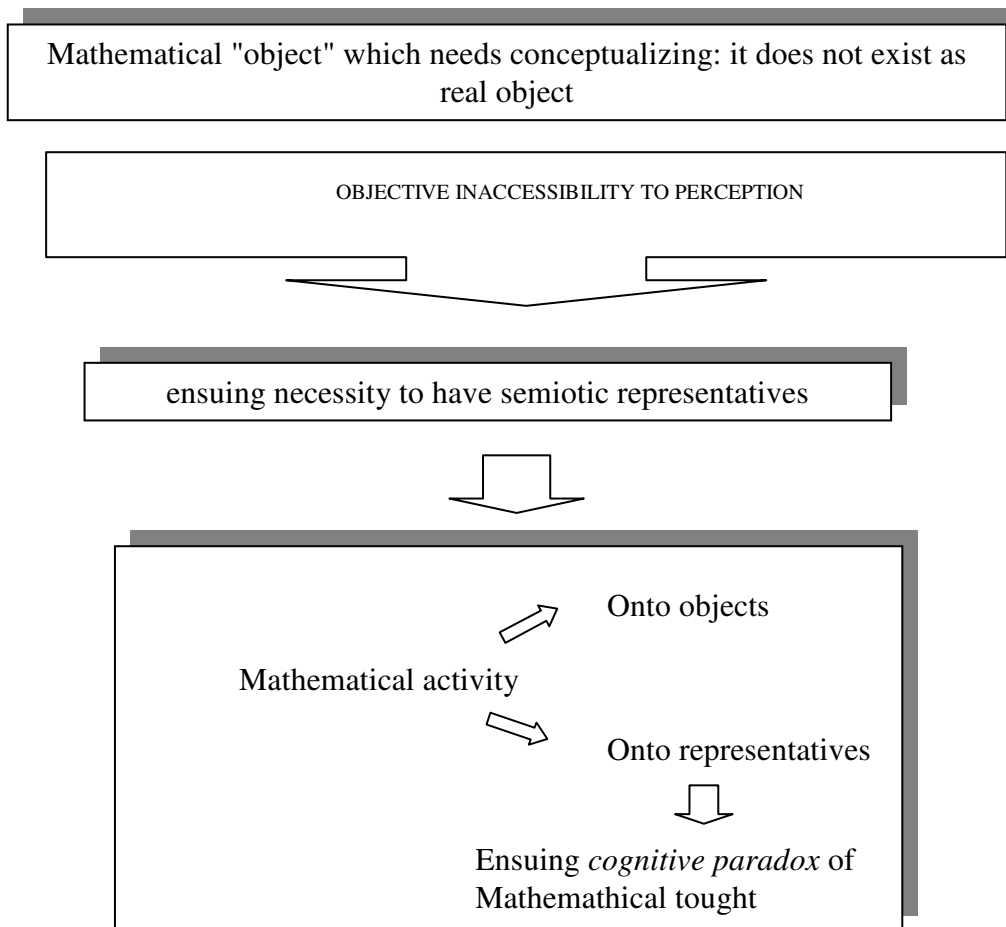 Mathematical "object" which needs conceptualizing: it does not exist as
real object
OBJECTIVE INACCESSIBILITY TO PERCEPTION
ensuing necessity to have semiotic representatives
Onto objects
Mathematical activity
Onto representatives
Ensuing cognitive paradox of
Mathemathical tought